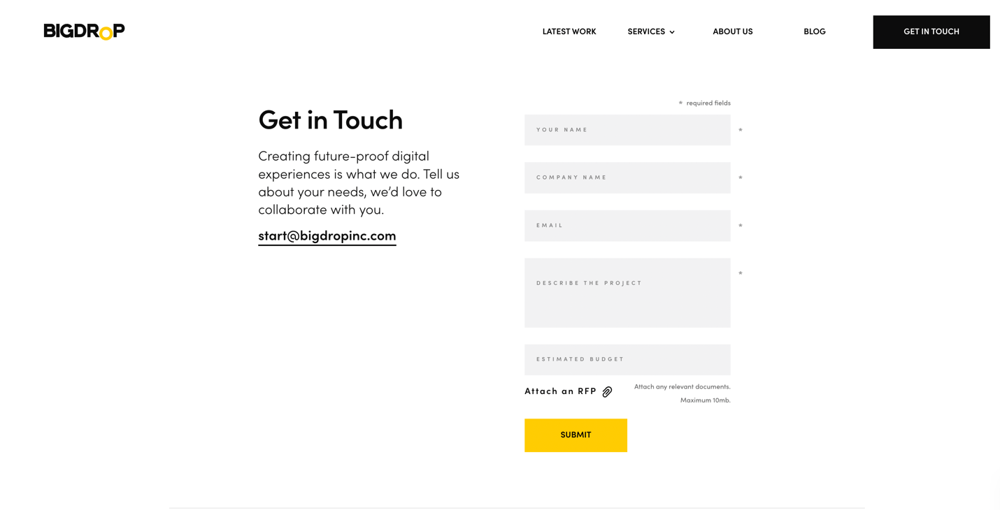 BIGDROP
LATEST WORK
SERVICES
ABOUT US
BLOG
GET IN TOUCH
Get in Touch
Creating future-proof digital
experiences is what we do. Tell us
about your needs, we’d love to
collaborate with you.
start@bigdropinc.com
* required fields
YOUR NAME *
COMPANY NAME *
EMAIL *
DESCRIBE THE PROJECT *
ESTIMATED BUDGET
Attach an RFP
Attach any relevant documents.
Maximum 10mb.
SUBMIT